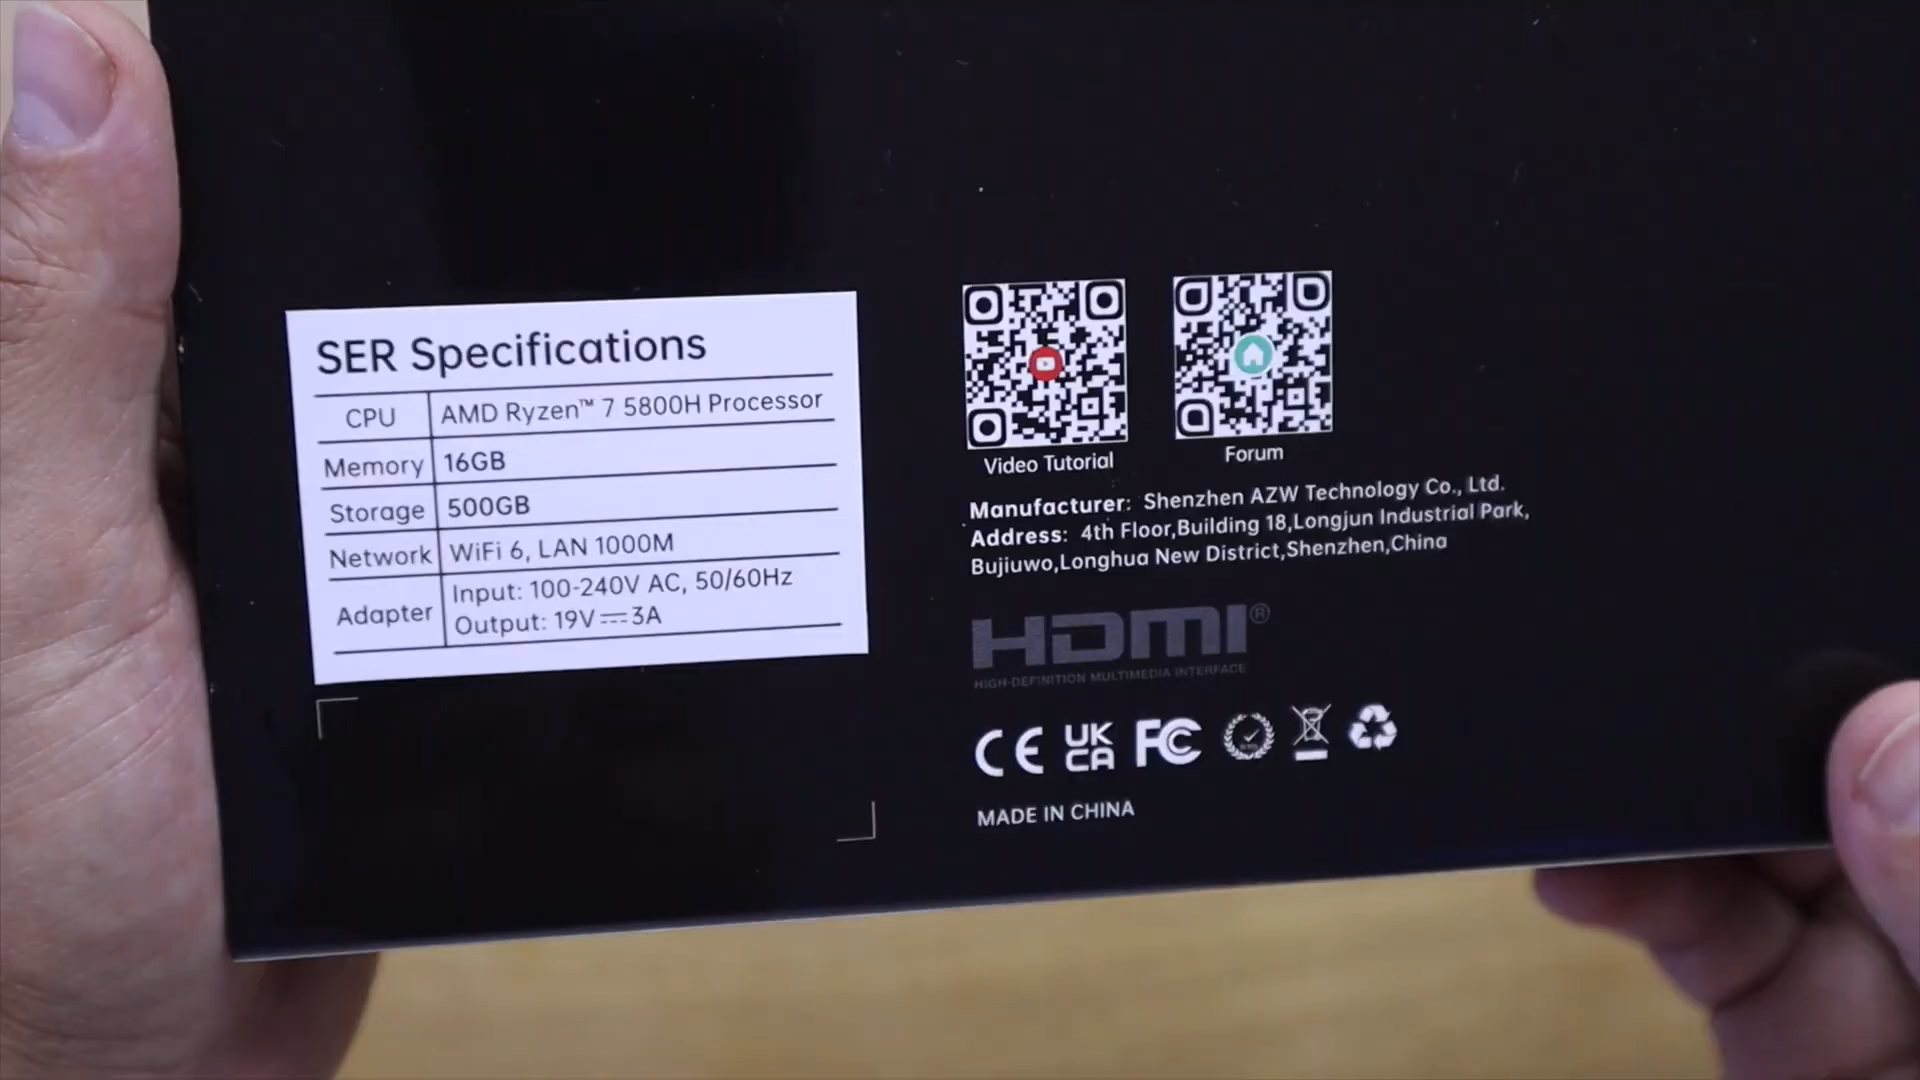 SER Specifications
CPU AMD Ryzen™ 7 5800H Processor
Memory 16GB
Storage 500GB
Network WiFi 6, LAN 1000M
Adapter Input: 100-240V AC, 50/60Hz
Output: 19V⎓3A
Video Tutorial
Forum
Manufacturer: Shenzhen AZW Technology Co., Ltd.
Address: 4th Floor,Building 18,Longjun Industrial Park,
Bujiuwo,Longhua New District,Shenzhen,China
HDMI®
HIGH-DEFINITION MULTIMEDIA INTERFACE
CE UK CA FC
MADE IN CHINA